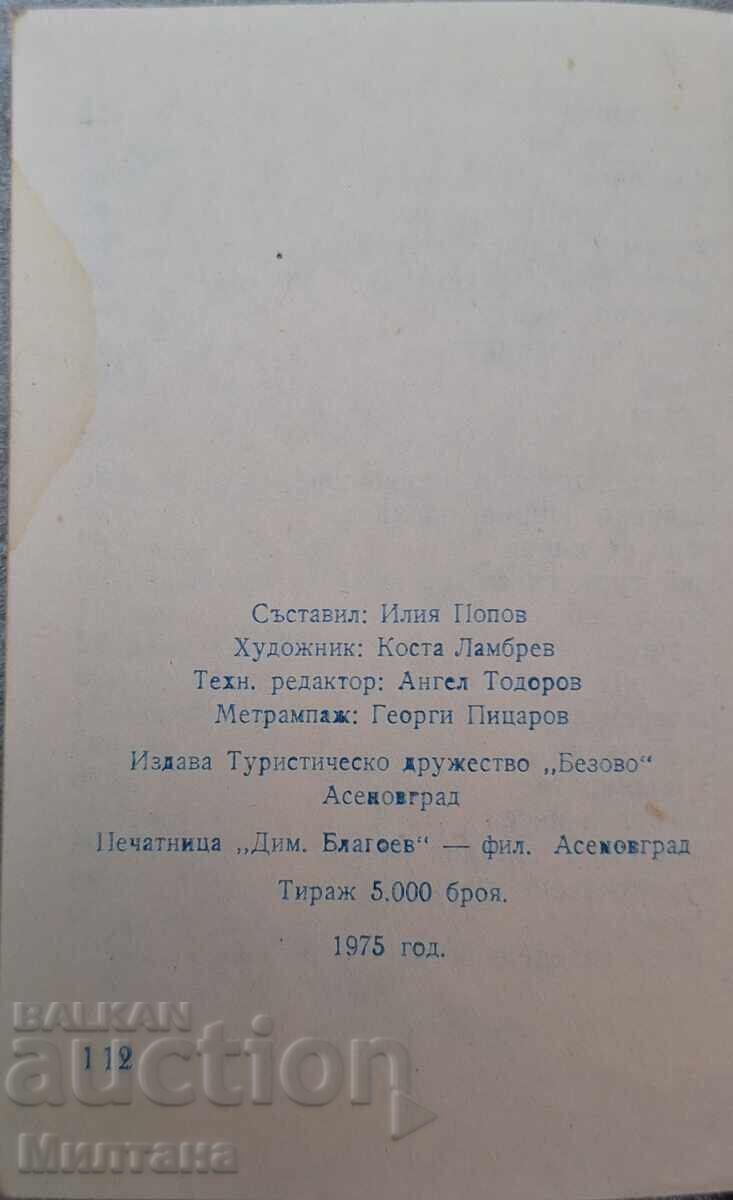 Съставил: Илия Попов
Художник: Коста Ламбрев
Техн. редактор: Ангел Тодоров
Метрампаж: Георги Пицаров
Издава Туристическо дружество „Безово“
Асеновград
Печатница „Дим. Благоев“ — фил. Асеновград
Тираж 5.000 броя.
1975 год.
112
BALKAN
auction
Милтана